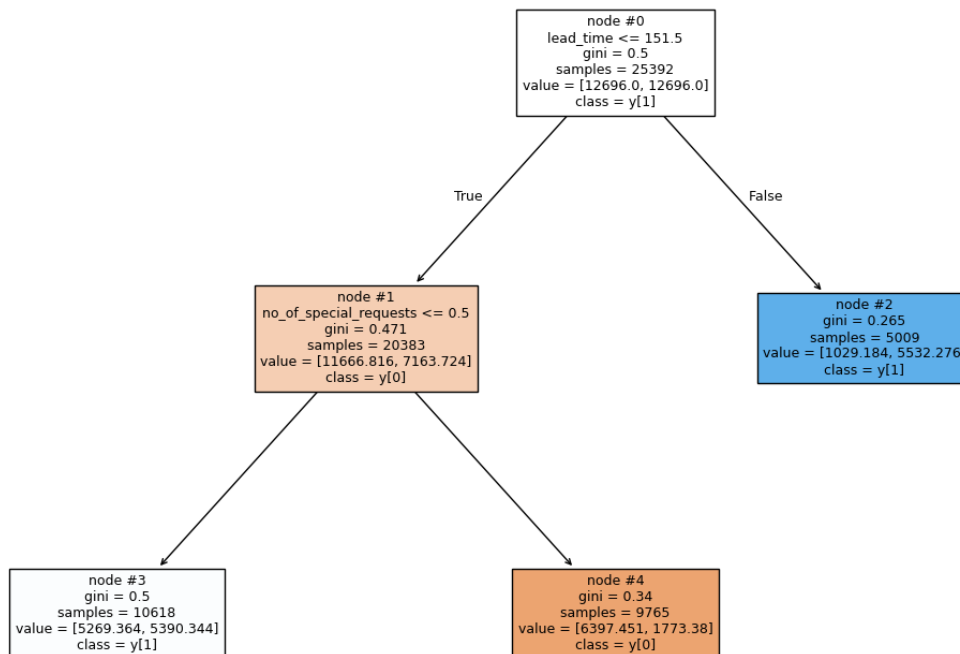 node #0
lead_time <= 151.5
gini = 0.5
samples = 25392
value = [12696.0, 12696.0]
class = y[1]
True
False
node #1
no_of_special_requests <= 0.5
gini = 0.471
samples = 20383
value = [11666.816, 7163.724]
class = y[0]
node #2
gini = 0.265
samples = 5009
value = [1029.184, 5532.276]
class = y[1]
node #3
gini = 0.5
samples = 10618
value = [5269.364, 5390.344]
class = y[1]
node #4
gini = 0.34
samples = 9765
value = [6397.451, 1773.38]
class = y[0]